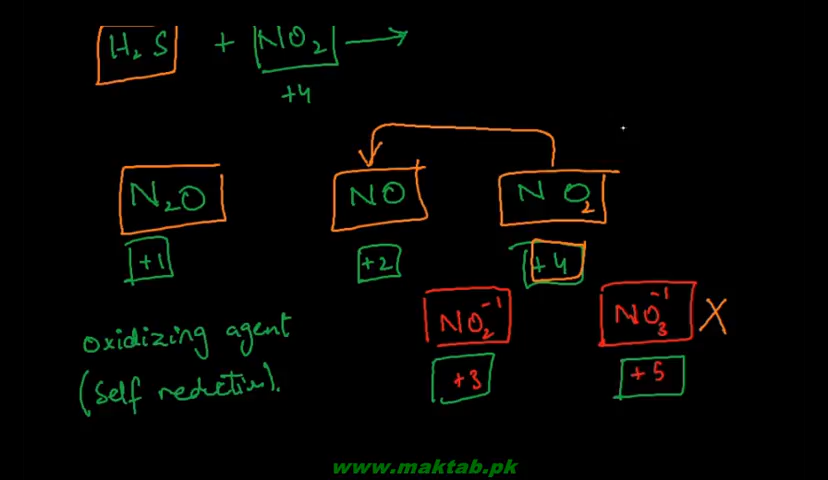 H₂S + NO₂ →
+4
N₂O NO NO₂
+1 +2 +4
NO₂⁻¹ NO₃⁻¹ X
+3 +5
oxidizing agent
(Self reduction).
www.maktab.pk